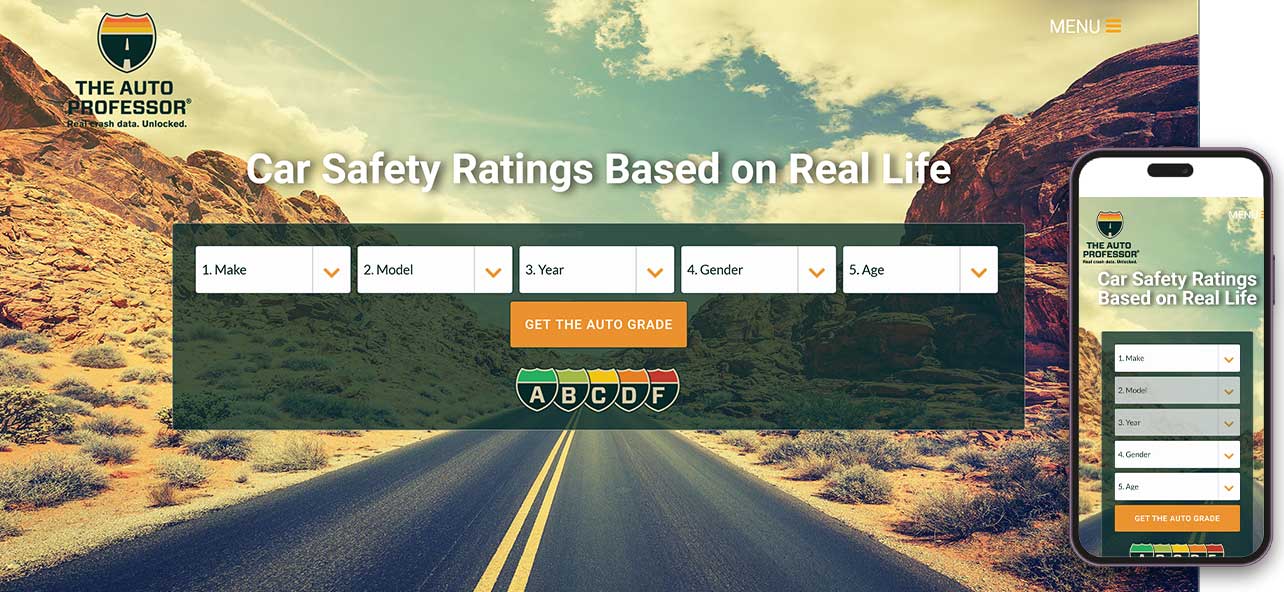 MENU
THE AUTO
PROFESSOR®
Real crash data. Unlocked.
Car Safety Ratings Based on Real Life
1. Make
2. Model
3. Year
4. Gender
5. Age
GET THE AUTO GRADE
A B C D F
MENU
THE AUTO
PROFESSOR®
Real crash data. Unlocked.
Car Safety Ratings
Based on Real Life
1. Make
2. Model
3. Year
4. Gender
5. Age
GET THE AUTO GRADE
A B C D F